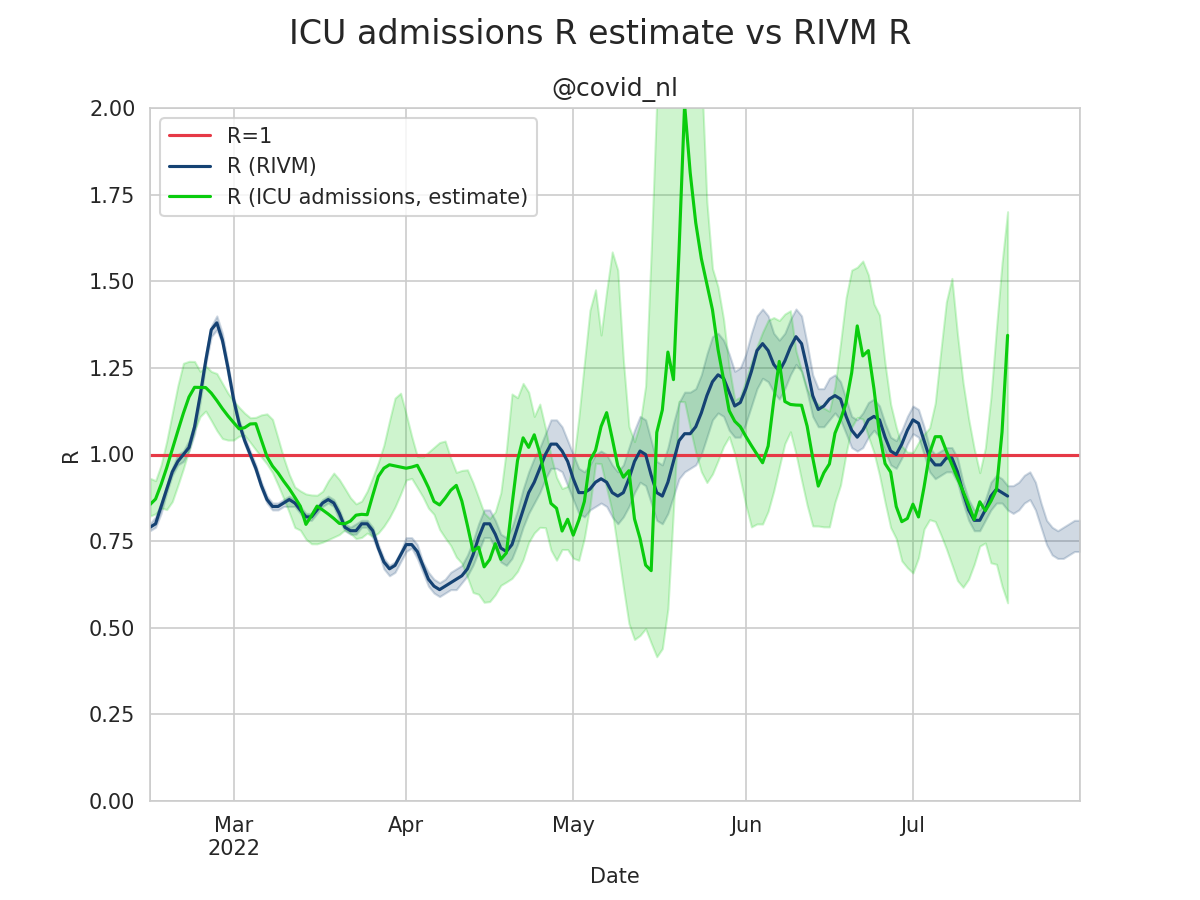 ICU admissions R estimate vs RIVM R
@covid_nl
R=1
R (RIVM)
R (ICU admissions, estimate)
2.00
1.75
1.50
1.25
1.00
0.75
0.50
0.25
0.00
R
Mar
2022
Apr
May
Jun
Jul
Date